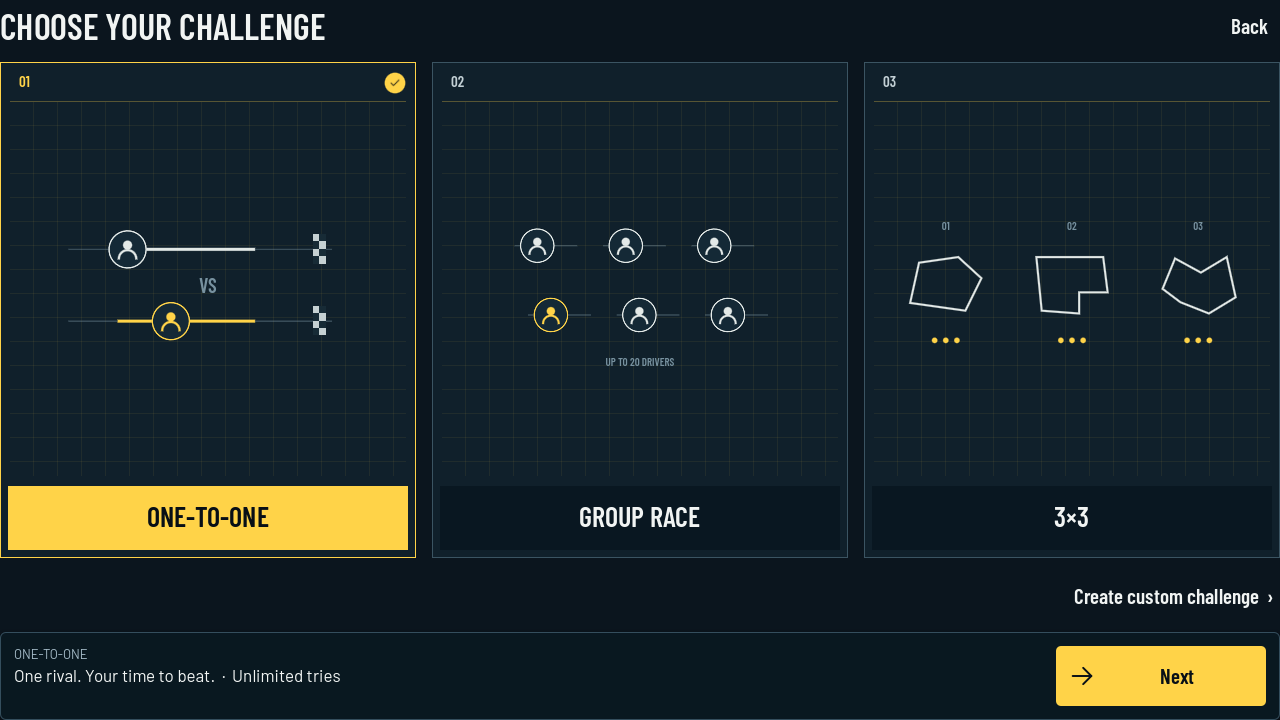 CHOOSE YOUR CHALLENGE
Back
01
02
03
VS
UP TO 20 DRIVERS
01
02
03
ONE-TO-ONE
GROUP RACE
3×3
Create custom challenge ›
ONE-TO-ONE
One rival. Your time to beat. · Unlimited tries
Next